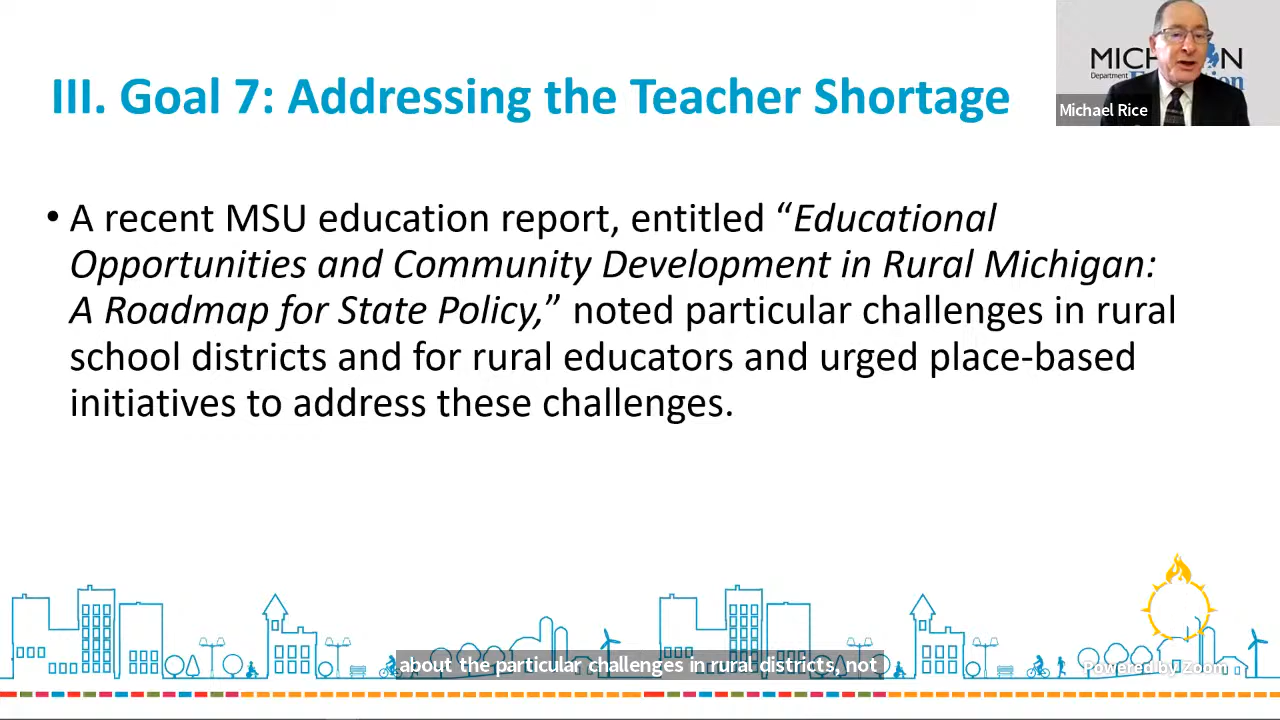 III. Goal 7: Addressing the Teacher Shortage
MICH N
Department
Michael Rice
• A recent MSU education report, entitled “Educational
Opportunities and Community Development in Rural Michigan:
A Roadmap for State Policy,” noted particular challenges in rural
school districts and for rural educators and urged place-based
initiatives to address these challenges.
about the particular challenges in rural districts, not
Powered by Zoom